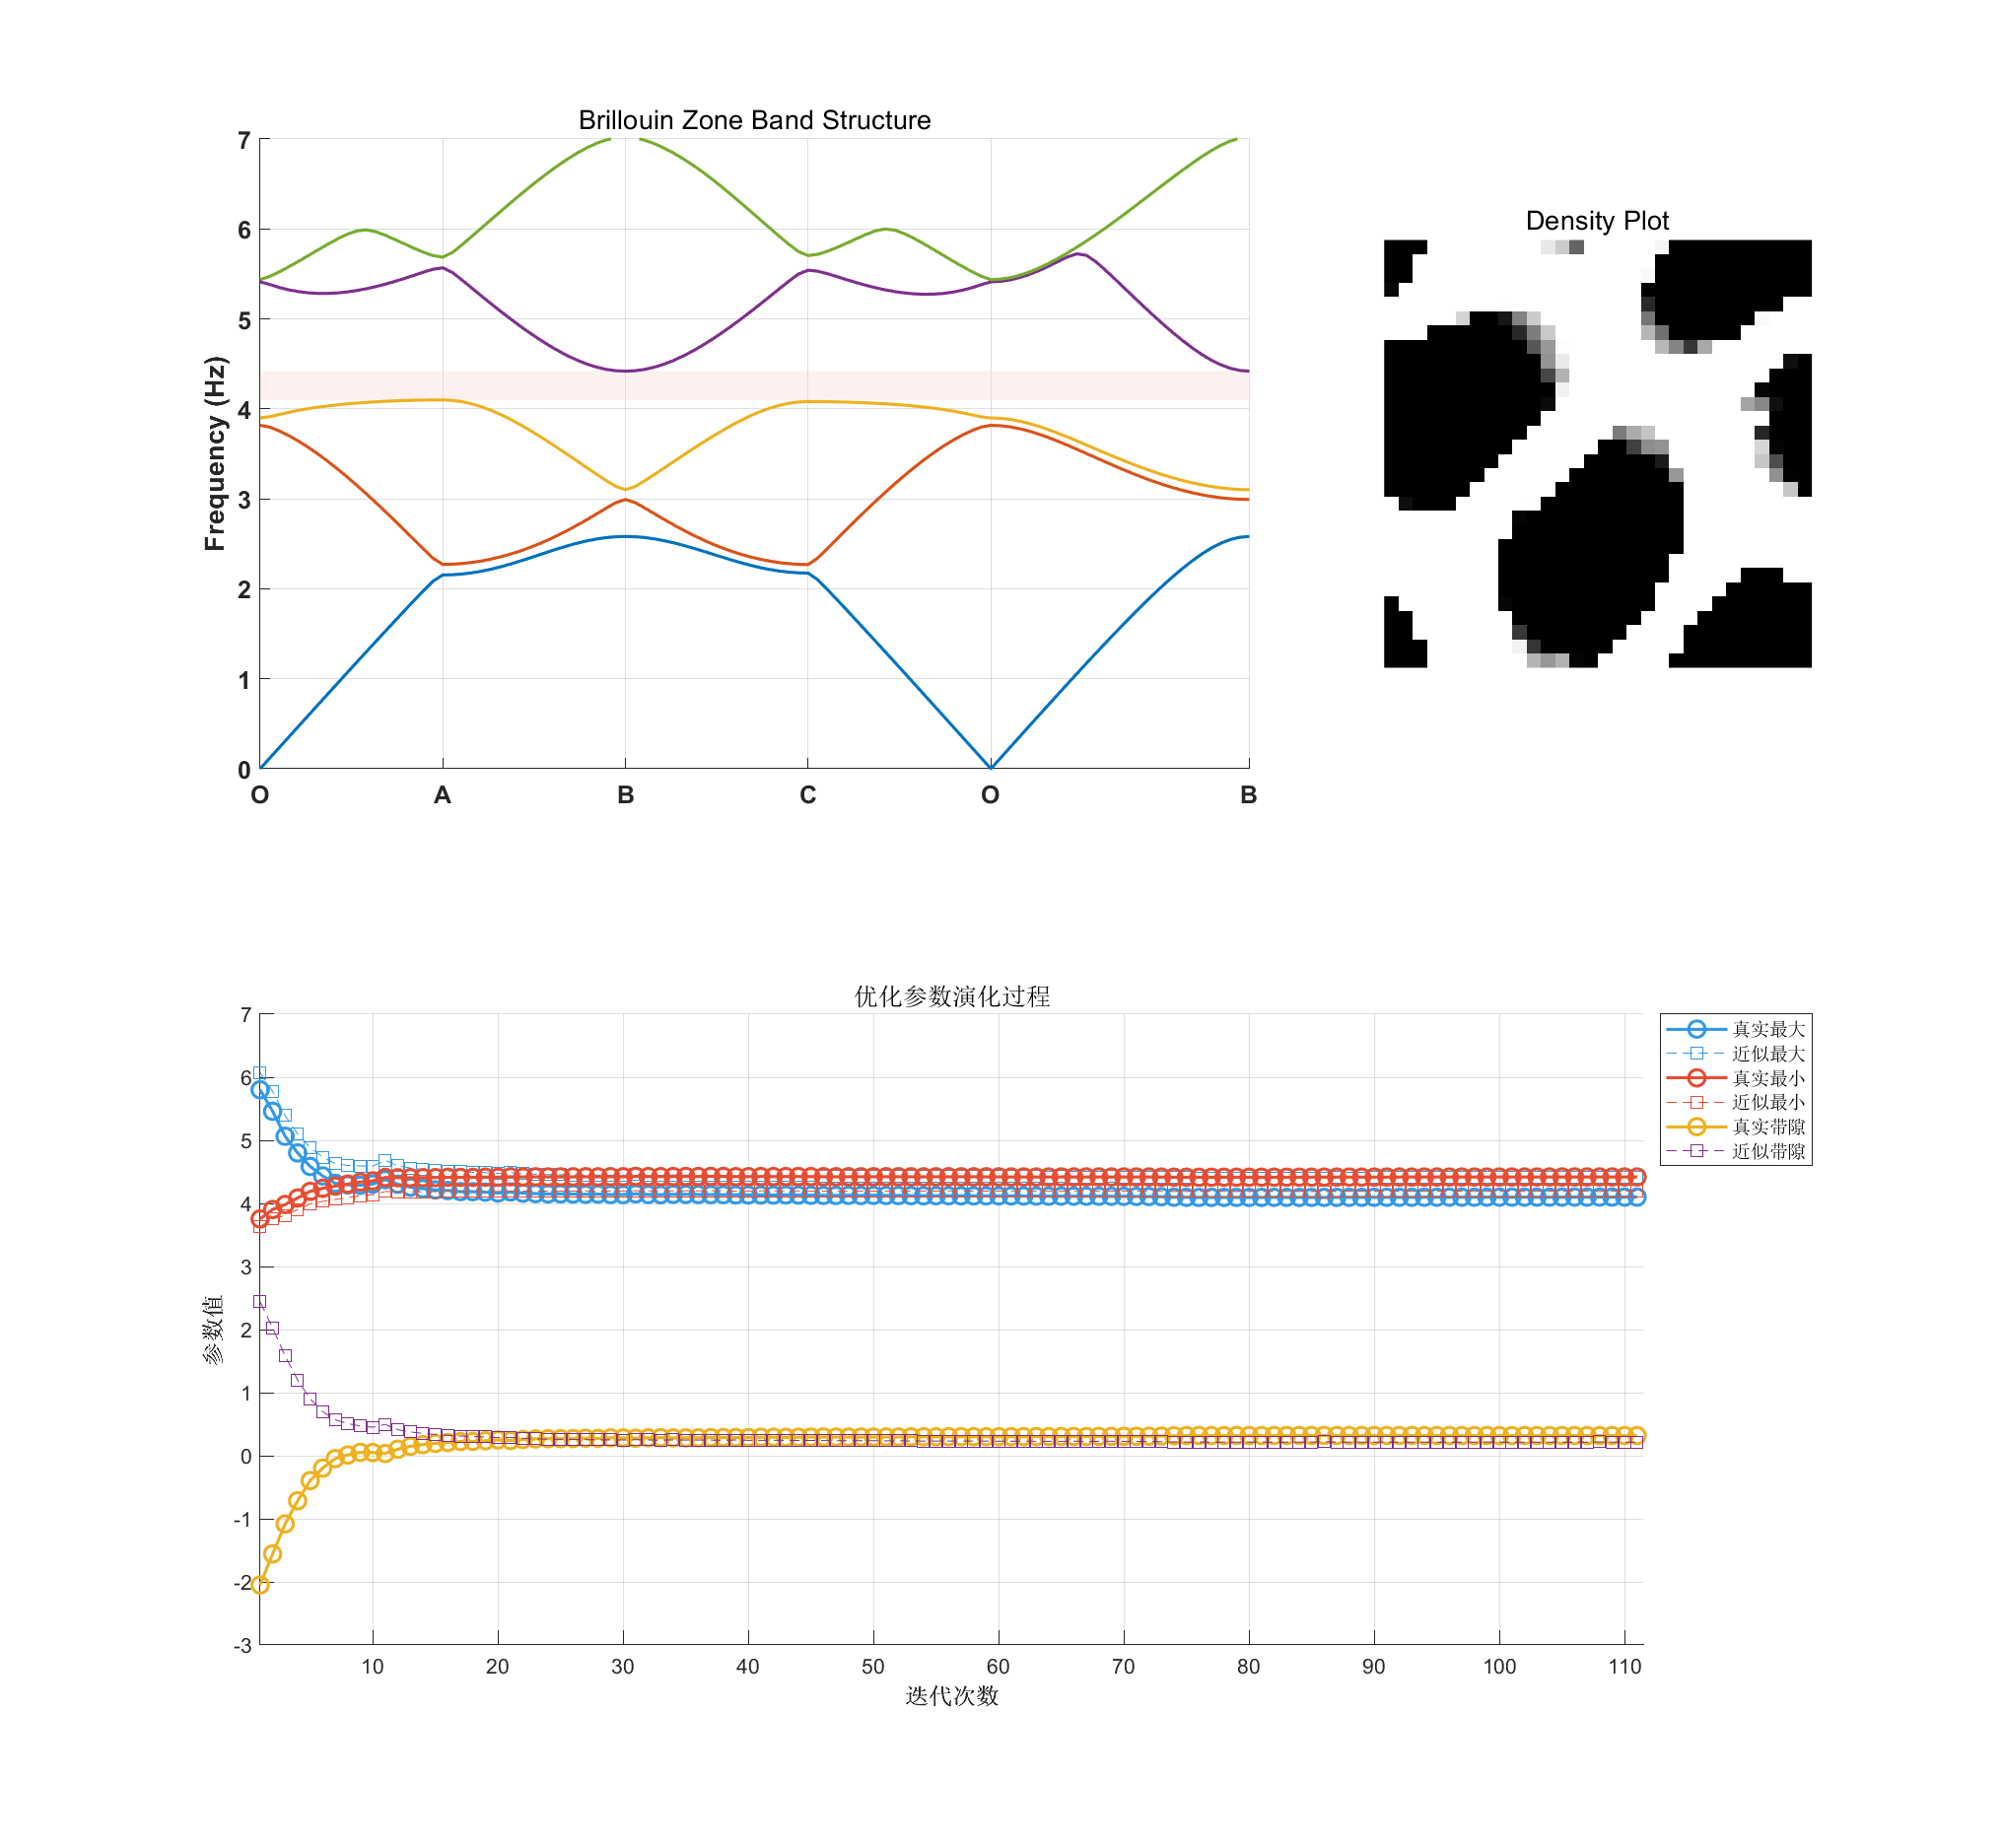 Brillouin Zone Band Structure
7
6
5
4
3
2
1
0
Frequency (Hz)
O A B C O B
Density Plot
优化参数演化过程
7
6
5
4
3
2
1
0
-1
-2
-3
参数值
10 20 30 40 50 60 70 80 90 100 110
迭代次数
真实最大
近似最大
真实最小
近似最小
真实带隙
近似带隙